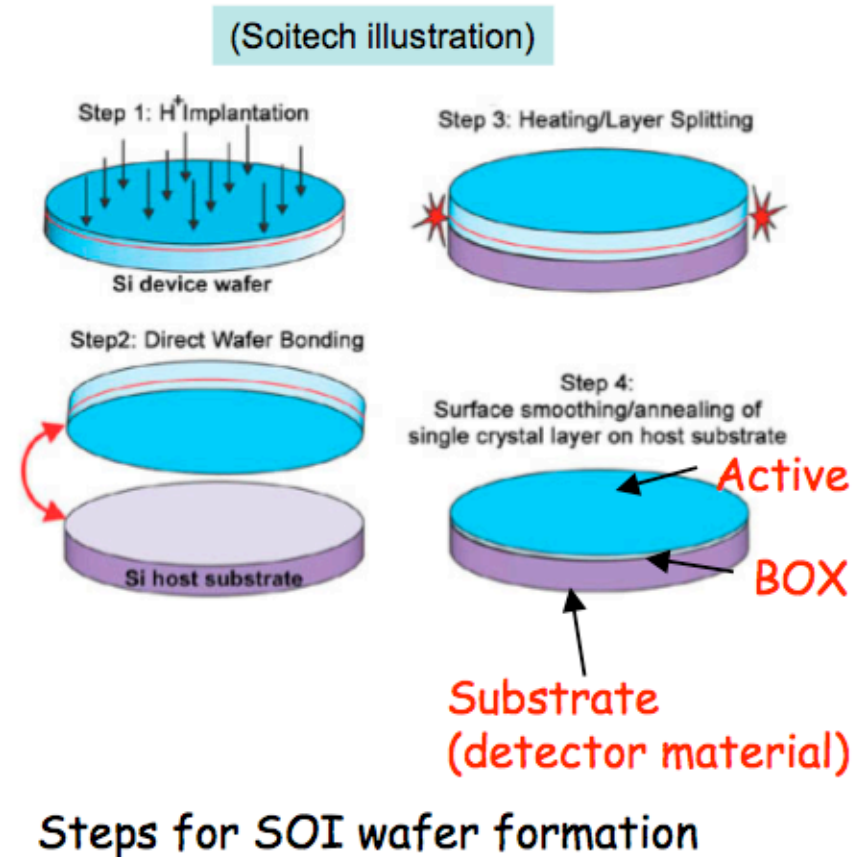 (Soitech illustration)
Step 1: H+Implantation
Si device wafer
Step2: Direct Wafer Bonding
Si host substrate
Step 3: Heating/Layer Splitting
Step 4:
Surface smoothing/annealing of
single crystal layer on host substrate
Active
BOX
Substrate
(detector material)
Steps for SOI wafer formation